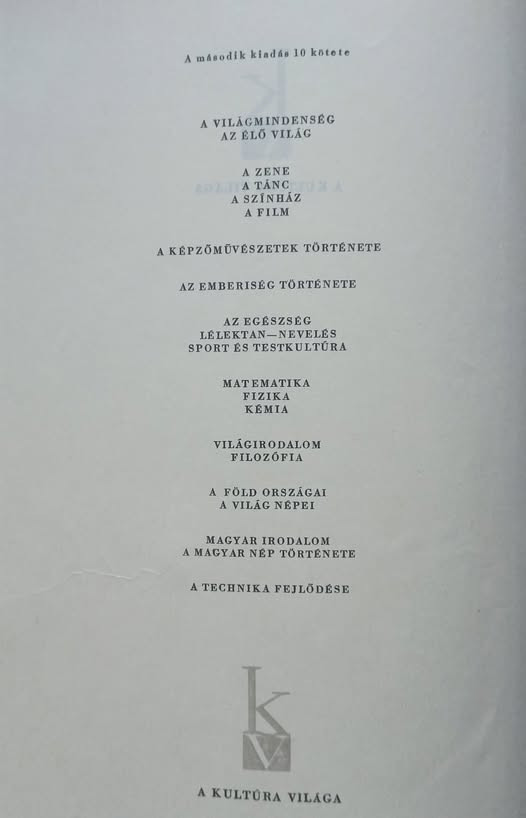 A második kiadás 10 kötete
A VILÁGMINDENSÉG
AZ ÉLŐ VILÁG
A ZENE
A TÁNC
A SZÍNHÁZ
A FILM
A KÉPZŐMŰVÉSZETEK TÖRTÉNETE
AZ EMBERISÉG TÖRTÉNETE
AZ EGÉSZSÉG
LÉLEKTAN—NEVELÉS
SPORT ÉS TESTKULTÚRA
MATEMATIKA
FIZIKA
KÉMIA
VILÁGIRODALOM
FILOZÓFIA
A FÖLD ORSZÁGAI
A VILÁG NÉPEI
MAGYAR IRODALOM
A MAGYAR NÉP TÖRTÉNETE
A TECHNIKA FEJLŐDÉSE
k
V
A KULTÚRA VILÁGA